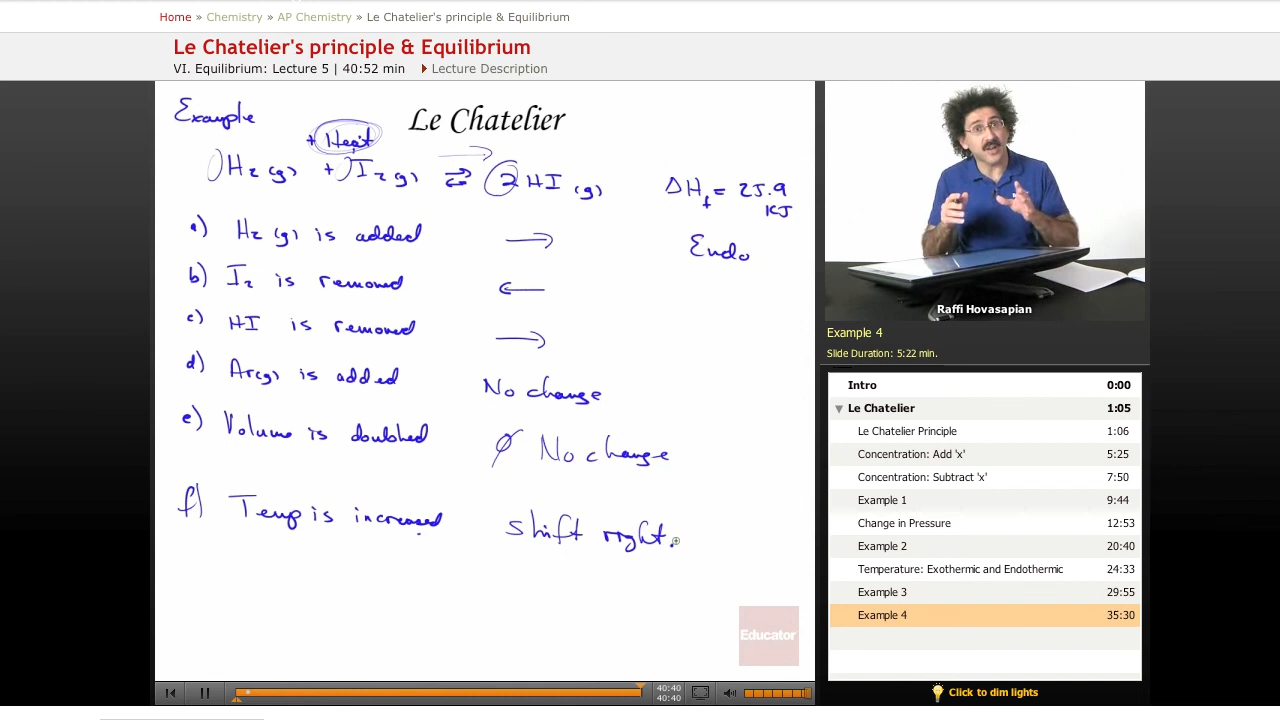 Home » Chemistry » AP Chemistry » Le Chatelier's principle & Equilibrium
Le Chatelier's principle & Equilibrium
VI. Equilibrium: Lecture 5 | 40:52 min Lecture Description
Example
Le Chatelier
+ Heat
H₂(g) + I₂(g) ⇌ 2HI(g)
ΔHf = 25.9 KJ
Endo
a) H₂(g) is added →
b) I₂ is removed ←
c) HI is removed →
d) Ar(g) is added No change
e) Volume is doubhed ∅ No change
f) Temp is increased shift right.
Educator
40:40
40:40
Raffi Hovasapian
Example 4
Slide Duration: 5:22 min.
Intro 0:00
Le Chatelier 1:05
Le Chatelier Principle 1:06
Concentration: Add 'x' 5:25
Concentration: Subtract 'x' 7:50
Example 1 9:44
Change in Pressure 12:53
Example 2 20:40
Temperature: Exothermic and Endothermic 24:33
Example 3 29:55
Example 4 35:30
Click to dim lights